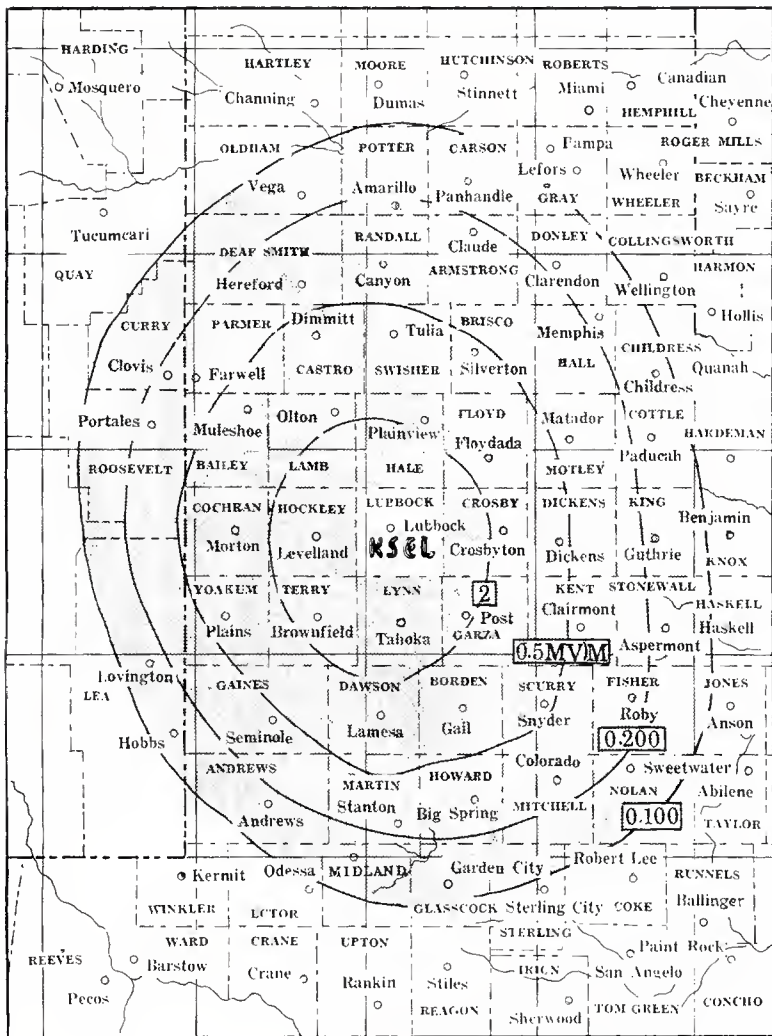 HARDING HARTLEY MOORE HUTCHINSON ROBERTS
Mosquero Channing Dumas Stinnett Miami Canadian
HEMPHILL Cheyenne
OLDHAM POTTER CARSON Pampa ROGER MILLS
Vega Amarillo Panhandle Lefors Wheeler BECKHAM
GRAY WHEELER Sayre
Tucumcari RANDALL Claude DONLEY COLLINGSWORTH
QUAY DEAF SMITH ARMSTRONG HARMON
Hereford Canyon Clarendon Wellington
CURRY PARMER Dimmitt Tulia BRISCO Memphis Hollis
Clovis Farwell CASTRO SWISHER Silverton HALL CHILDRESS Quanah
Childress
Portales Muleshoe Olton Plainview FLOYD Matador COTTLE
Floydada Paducah HARDEMAN
ROOSEVELT BAILEY LAMB HALE MOTLEY
COCHRAN HOCKLEY LUBBOCK CROSBY DICKENS KING
Morton Levelland Lubbock Crosbyton Dickens Guthrie Benjamin
KSEL KNOX
YOAKUM TERRY LYNN 2 KENT STONEWALL
Plains Brownfield Tahoka Post Clairmont HASKELL
GARZA Aspermont Haskell
0.5MV/M
Lovington GAINES DAWSON BORDEN SCURRY FISHER JONES
LEA Seminole Lamesa Gail Snyder Roby Anson
Hobbs 0.200
ANDREWS MARTIN HOWARD Colorado Sweetwater
Andrews Stanton Big Spring MITCHELL NOLAN Abilene
0.100 TAYLOR
Kermit Odessa MIDLAND Garden City Robert Lee RUNNELS
WINKLER ECTOR GLASSCOCK Sterling City COKE Ballinger
STERLING
REEVES WARD CRANE UPTON Paint Rock
Barstow Crane Rankin Stiles IRION San Angelo
Pecos REAGON Sherwood TOM GREEN CONCHO